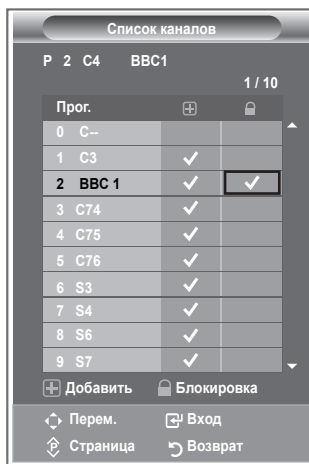 Список каналов
P 2 C4 BBC1
1 / 10
Прог.
0 C--
1 C3
2 BBC 1
3 C74
4 C75
5 C76
6 S3
7 S4
8 S6
9 S7
Добавить Блокировка
Перем. Вход
Страница Возврат